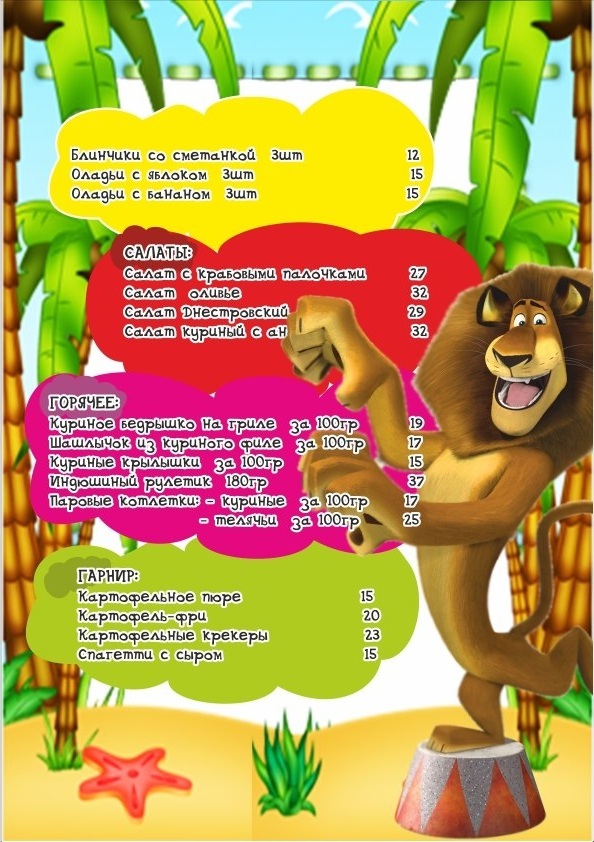 Блинчики со сметанкой 3шт 12
Оладьи с яблоком 3шт 15
Оладьи с бананом 3шт 15
САЛАТЫ:
Салат с крабовыми палочками 27
Салат оливье 32
Салат Днестровский 29
Салат куриный с ан 32
ГОРЯЧЕЕ:
Куриное бедрышко на гриле за 100гр 19
Шашлычок из куриного филе за 100гр 17
Куриные крылышки за 100гр 15
Индюшиный рулетик 180гр 37
Паровые котлетки: - куриные за 100гр 17
- телячьи за 100гр 25
ГАРНИР:
Картофельное пюре 15
Картофель-фри 20
Картофельные крекеры 23
Спагетти с сыром 15